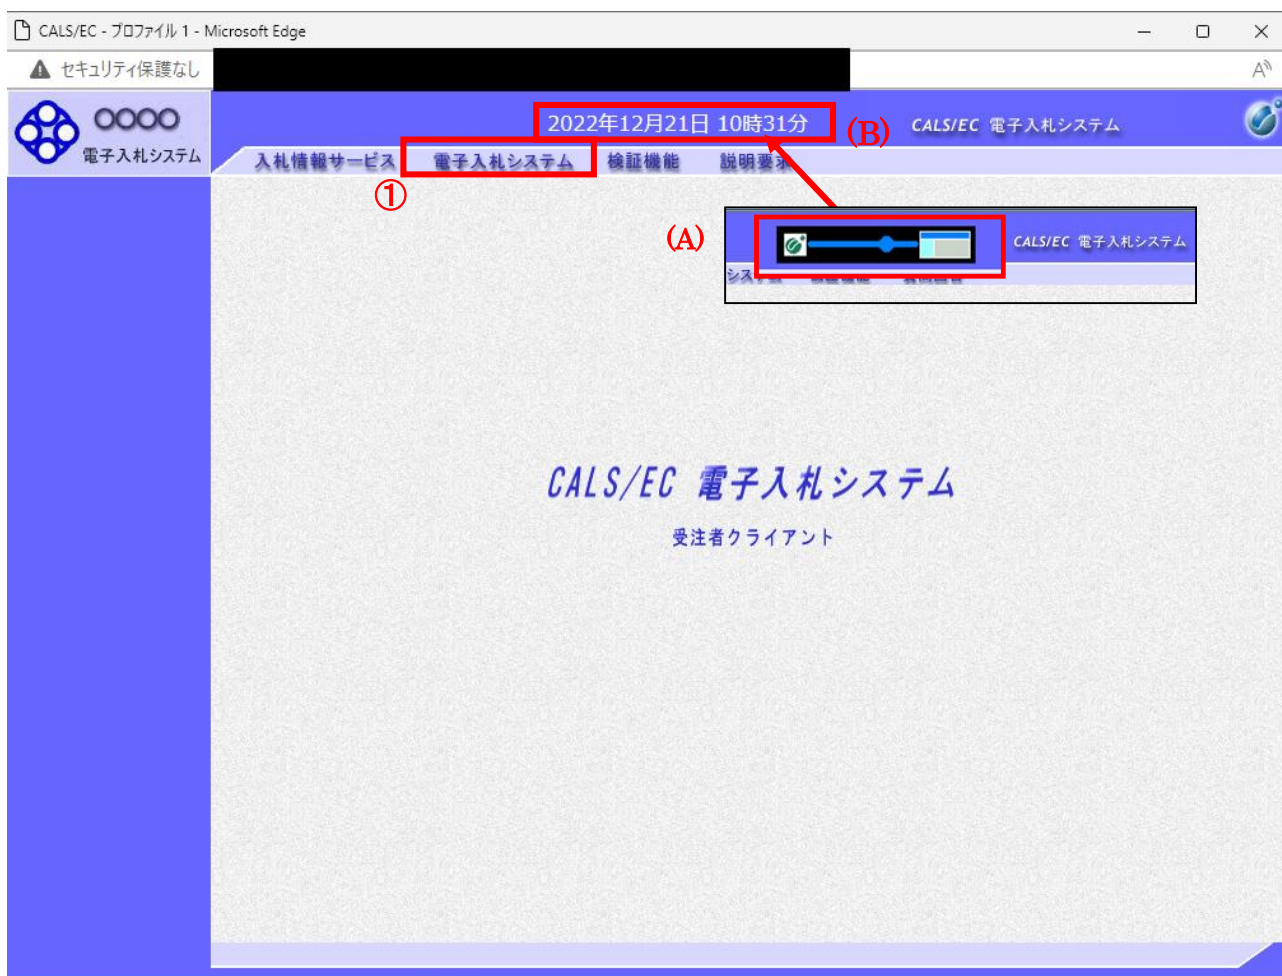 CALS/EC - プロファイル 1 - Microsoft Edge
セキュリティ保護なし
○○○○
電子入札システム
2022年12月21日 10時31分
(B)
CALS/EC 電子入札システム
入札情報サービス
電子入札システム
検証機能
説明要求
①
(A)
CALS/EC 電子入札システム
システム
CALS/EC 電子入札システム
受注者クライアント